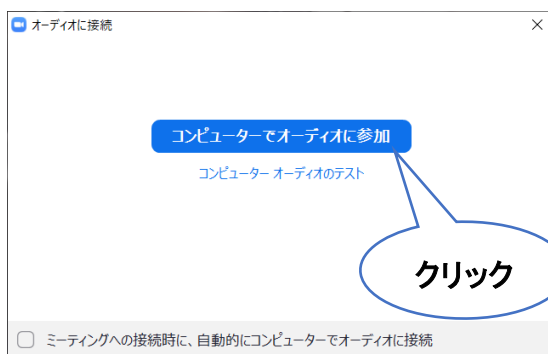 オーディオに接続
コンピューターでオーディオに参加
コンピューター オーディオのテスト
クリック
ミーティングへの接続時に、自動的にコンピューターでオーディオに接続